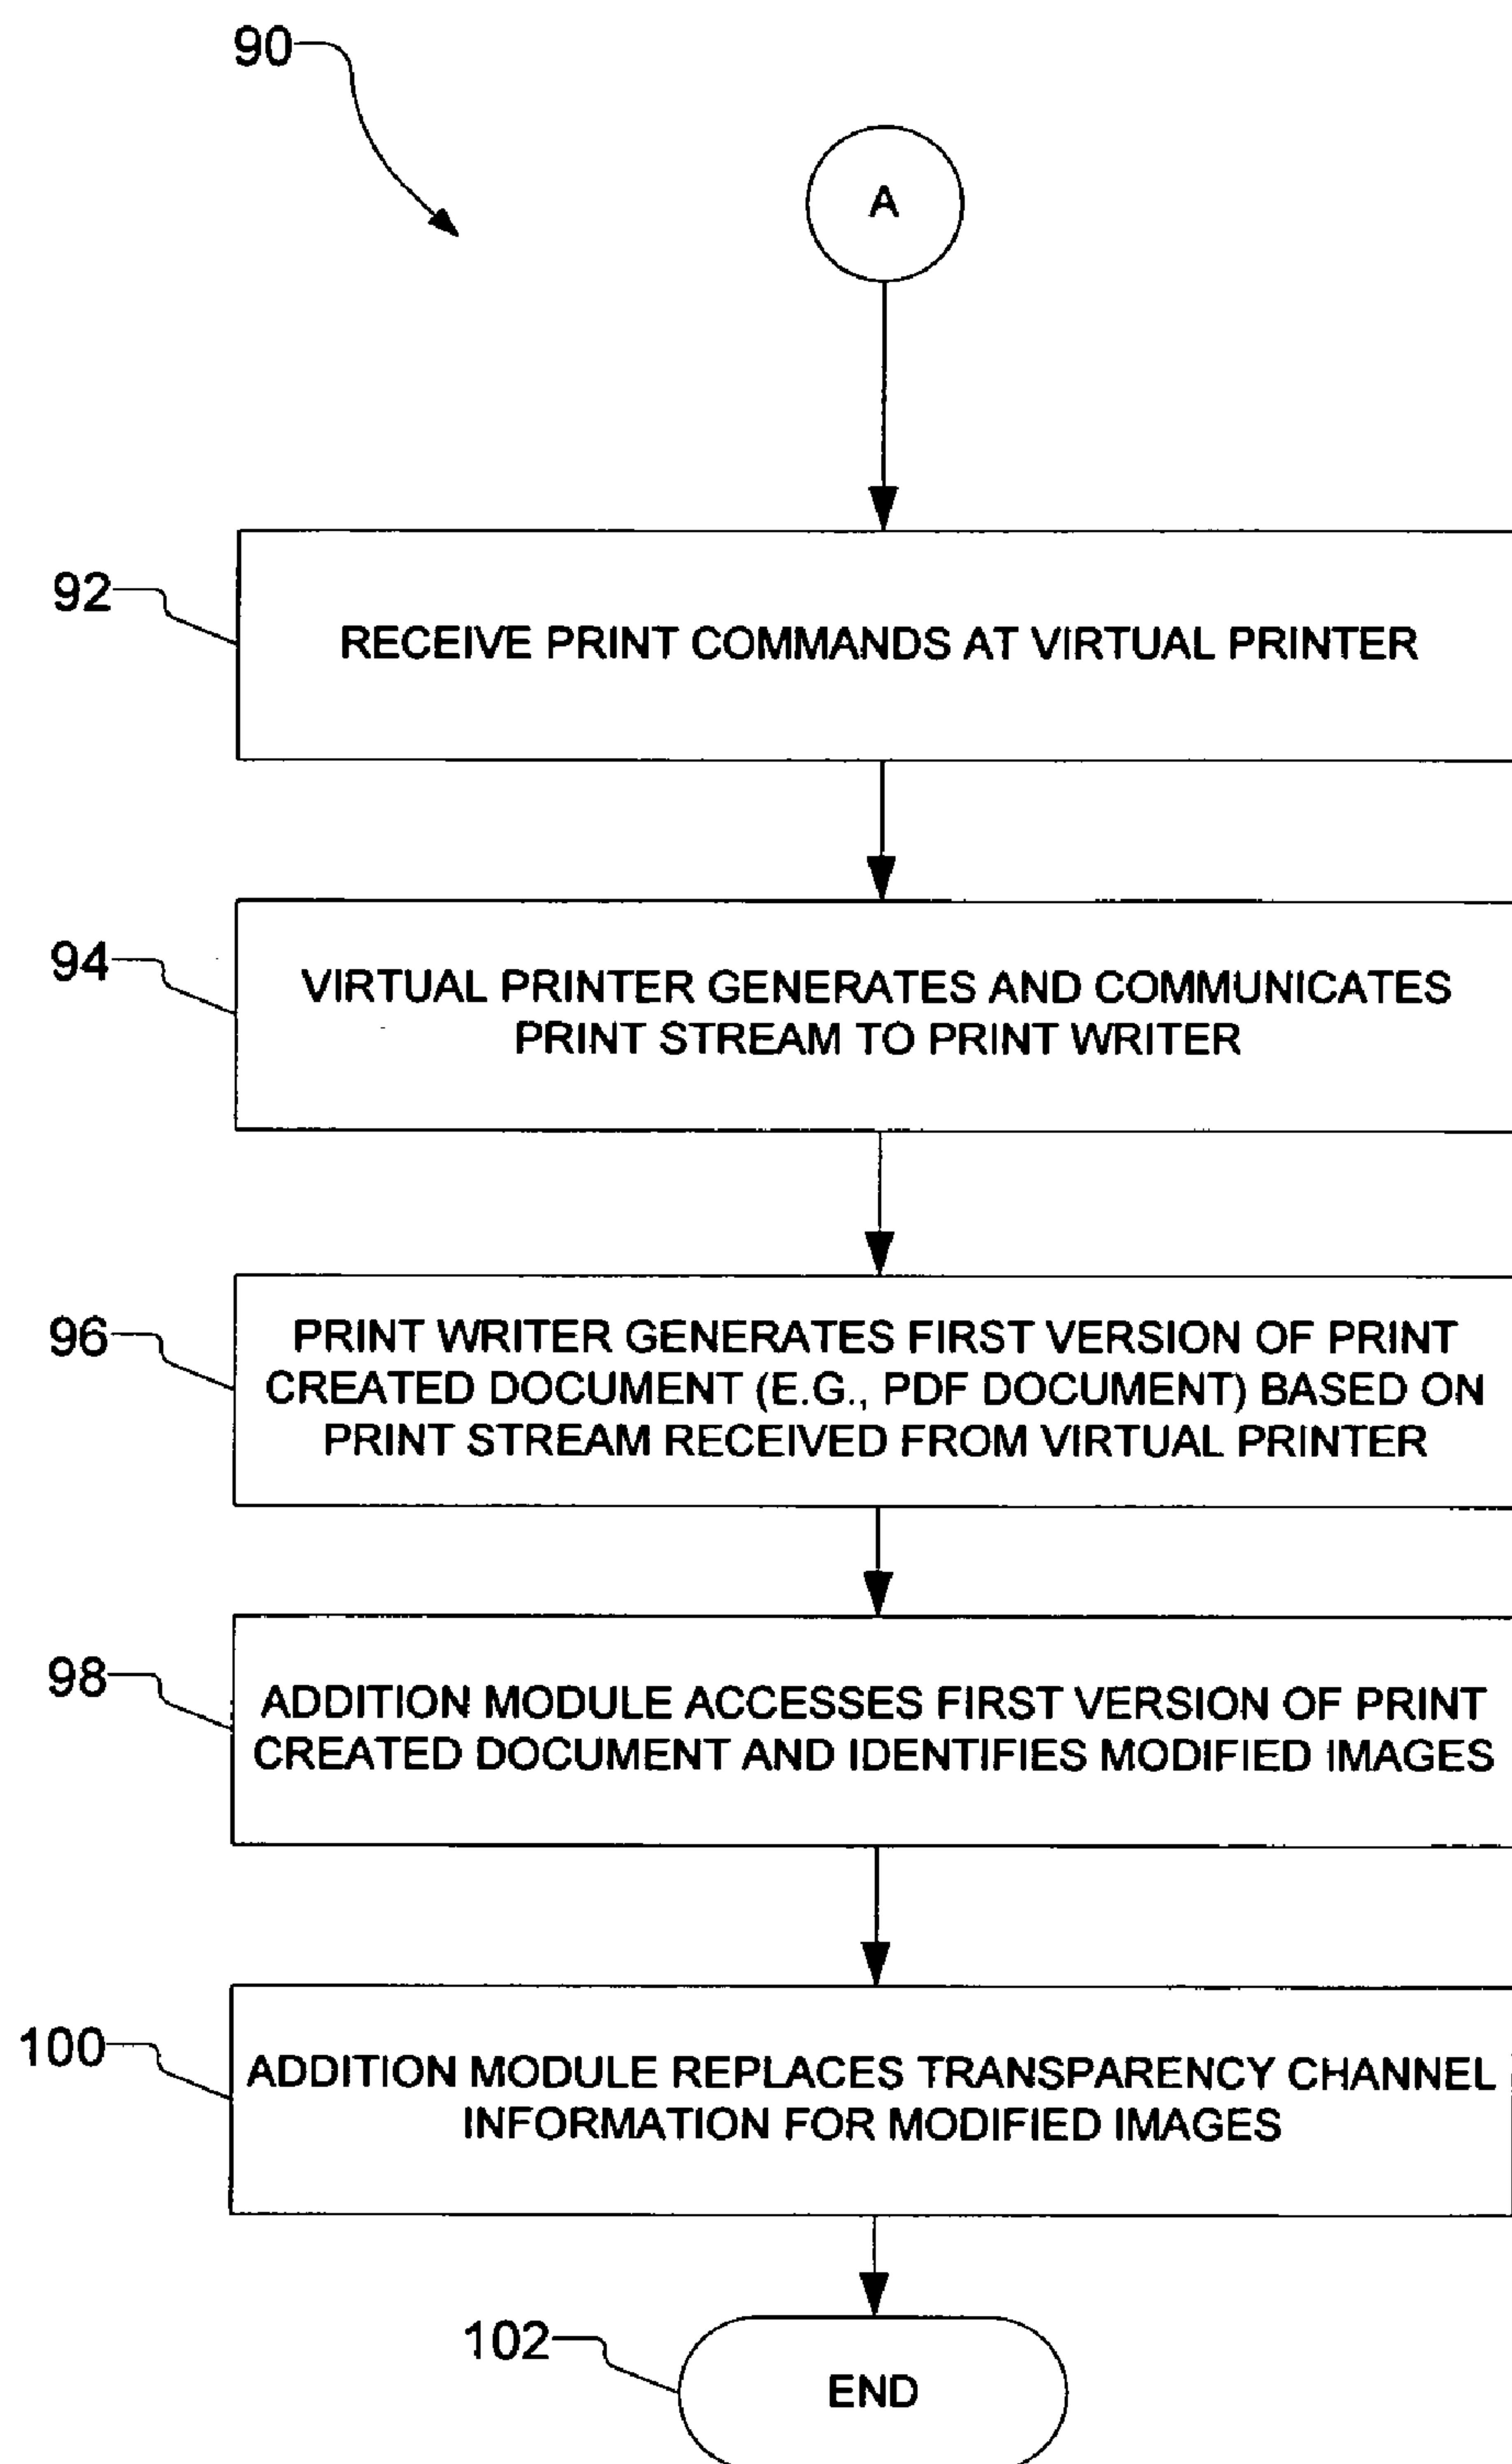 90
A
92
RECEIVE PRINT COMMANDS AT VIRTUAL PRINTER
94
VIRTUAL PRINTER GENERATES AND COMMUNICATES
PRINT STREAM TO PRINT WRITER
96
PRINT WRITER GENERATES FIRST VERSION OF PRINT
CREATED DOCUMENT (E.G., PDF DOCUMENT) BASED ON
PRINT STREAM RECEIVED FROM VIRTUAL PRINTER
98
ADDITION MODULE ACCESSES FIRST VERSION OF PRINT
CREATED DOCUMENT AND IDENTIFIES MODIFIED IMAGES
100
ADDITION MODULE REPLACES TRANSPARENCY CHANNEL
INFORMATION FOR MODIFIED IMAGES
102
END